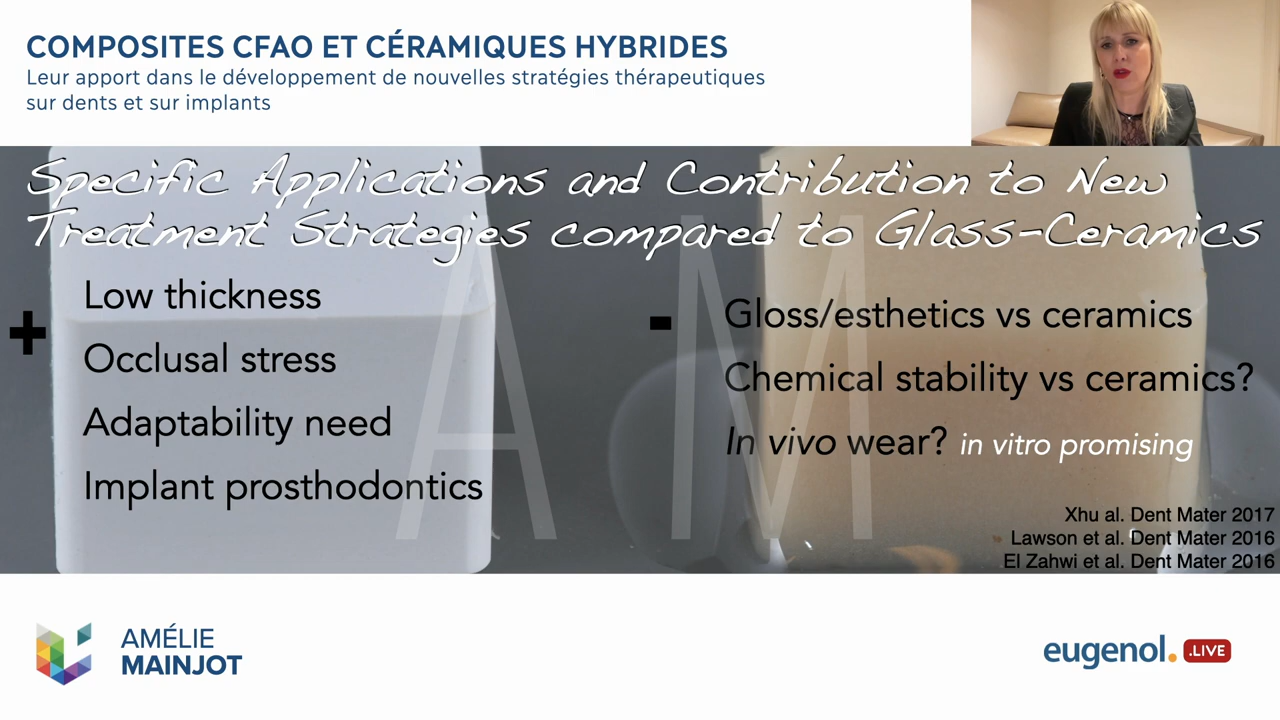 COMPOSITES CFAO ET CÉRAMIQUES HYBRIDES
Leur apport dans le développement de nouvelles stratégies thérapeutiques
sur dents et sur implants
Specific Applications and Contribution to New
Treatment Strategies compared to Glass-Ceramics
+
Low thickness
Occlusal stress
Adaptability need
Implant prosthodontics
-
Gloss/esthetics vs ceramics
Chemical stability vs ceramics?
In vivo wear? in vitro promising
Xhu al. Dent Mater 2017
Lawson et al. Dent Mater 2016
El Zahwi et al. Dent Mater 2016
A M
AMÉLIE
MAINJOT
eugenol. .LIVE